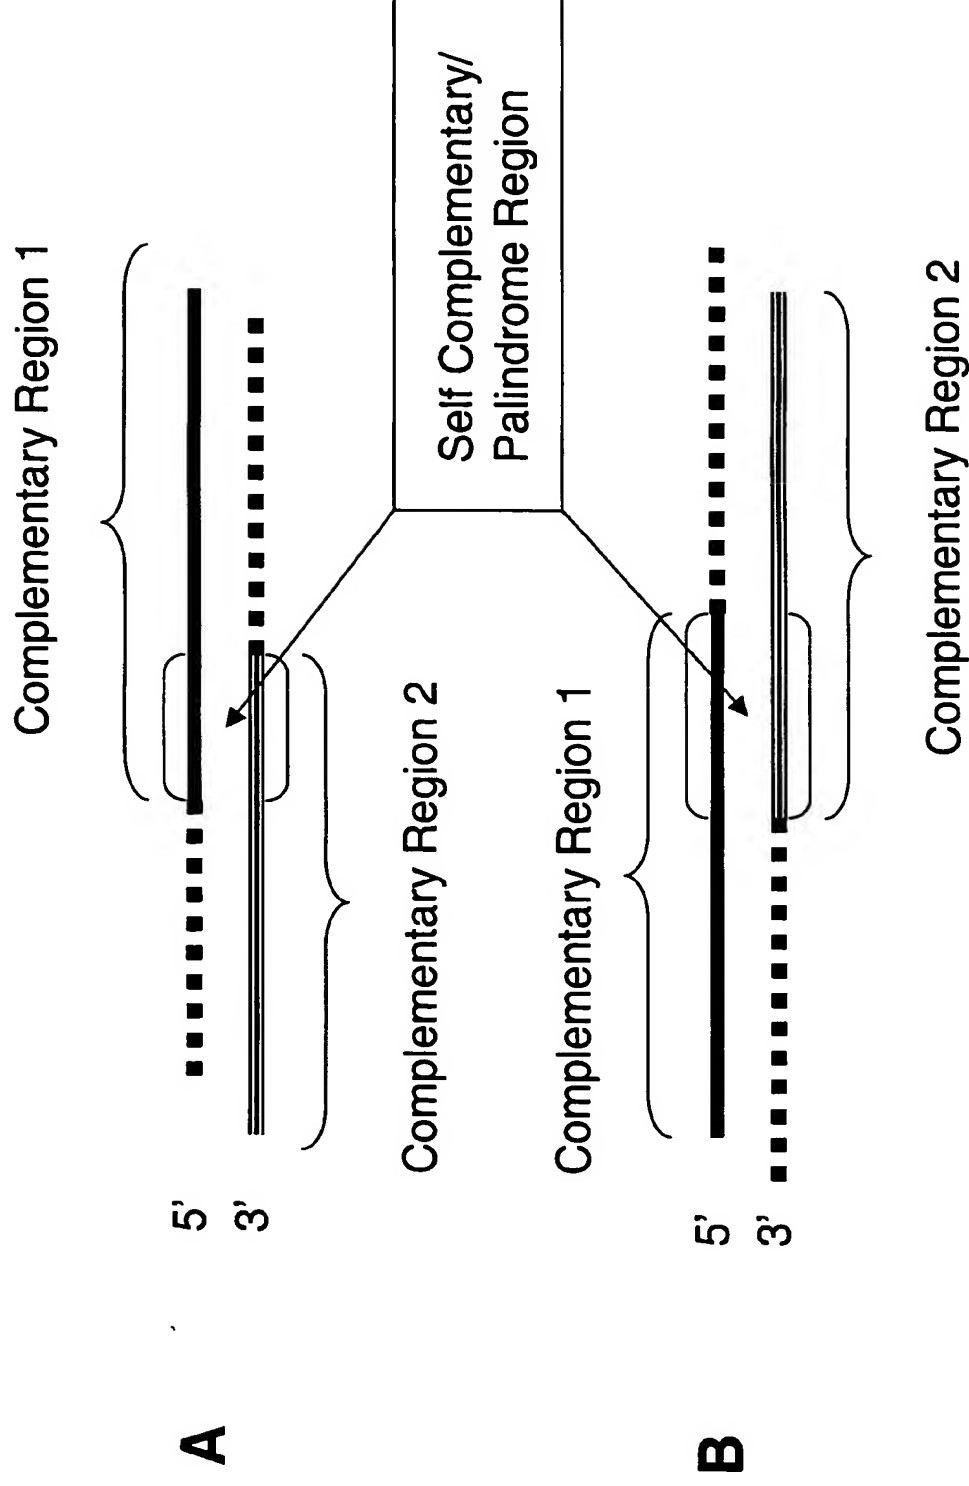 Complementary Region 1
A
5'
3'
Complementary Region 2
Self Complementary/
Palindrome Region
Complementary Region 1
B
5'
3'
Complementary Region 2